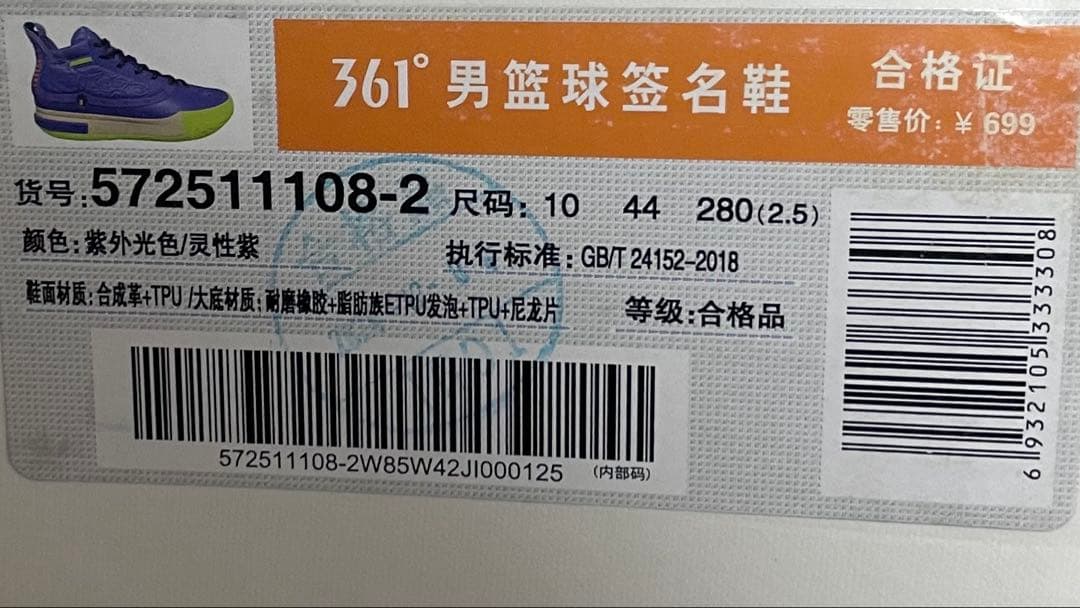 361° 男篮球签名鞋
合格证
零售价：￥699
货号:572511108-2 尺码: 10 44 280(2.5)
颜色:紫外光色/灵性紫
执行标准: GB/T 24152-2018
鞋面材质:合成革+TPU /大底材质:耐磨橡胶+脂肪族ETPU发泡+TPU+尼龙片
等级:合格品
572511108-2W85W42JI000125 (内部码)
6932105333308